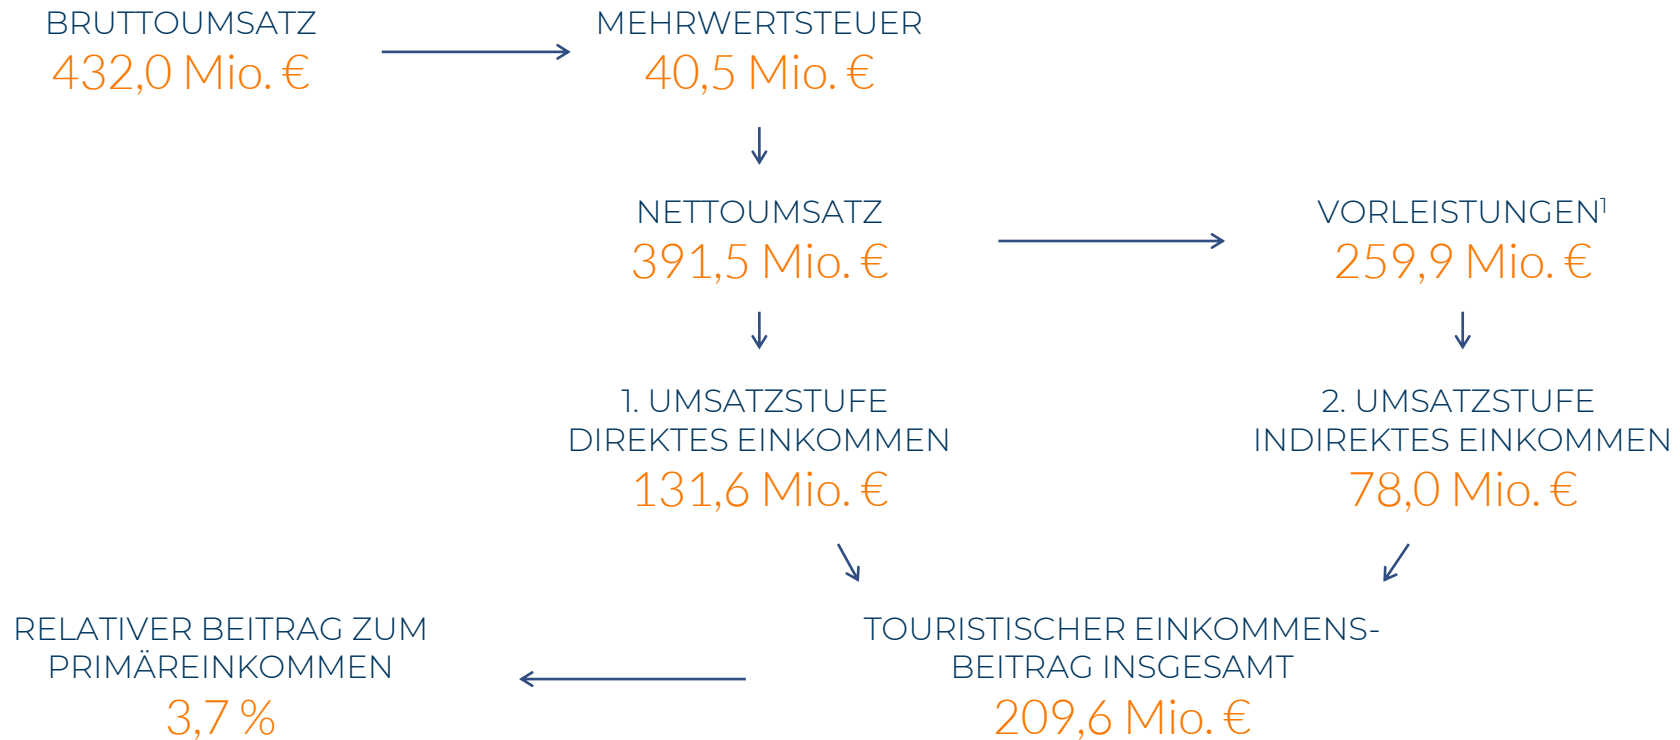 BRUTTOUMSATZ
432,0 Mio. €
MEHRWERTSTEUER
40,5 Mio. €
NETTOUMSATZ
391,5 Mio. €
VORLEISTUNGEN¹
259,9 Mio. €
1. UMSATZSTUFE
DIREKTES EINKOMMEN
131,6 Mio. €
2. UMSATZSTUFE
INDIREKTES EINKOMMEN
78,0 Mio. €
RELATIVER BEITRAG ZUM
PRIMÄREINKOMMEN
3,7 %
TOURISTISCHER EINKOMMENS-
BEITRAG INSGESAMT
209,6 Mio. €